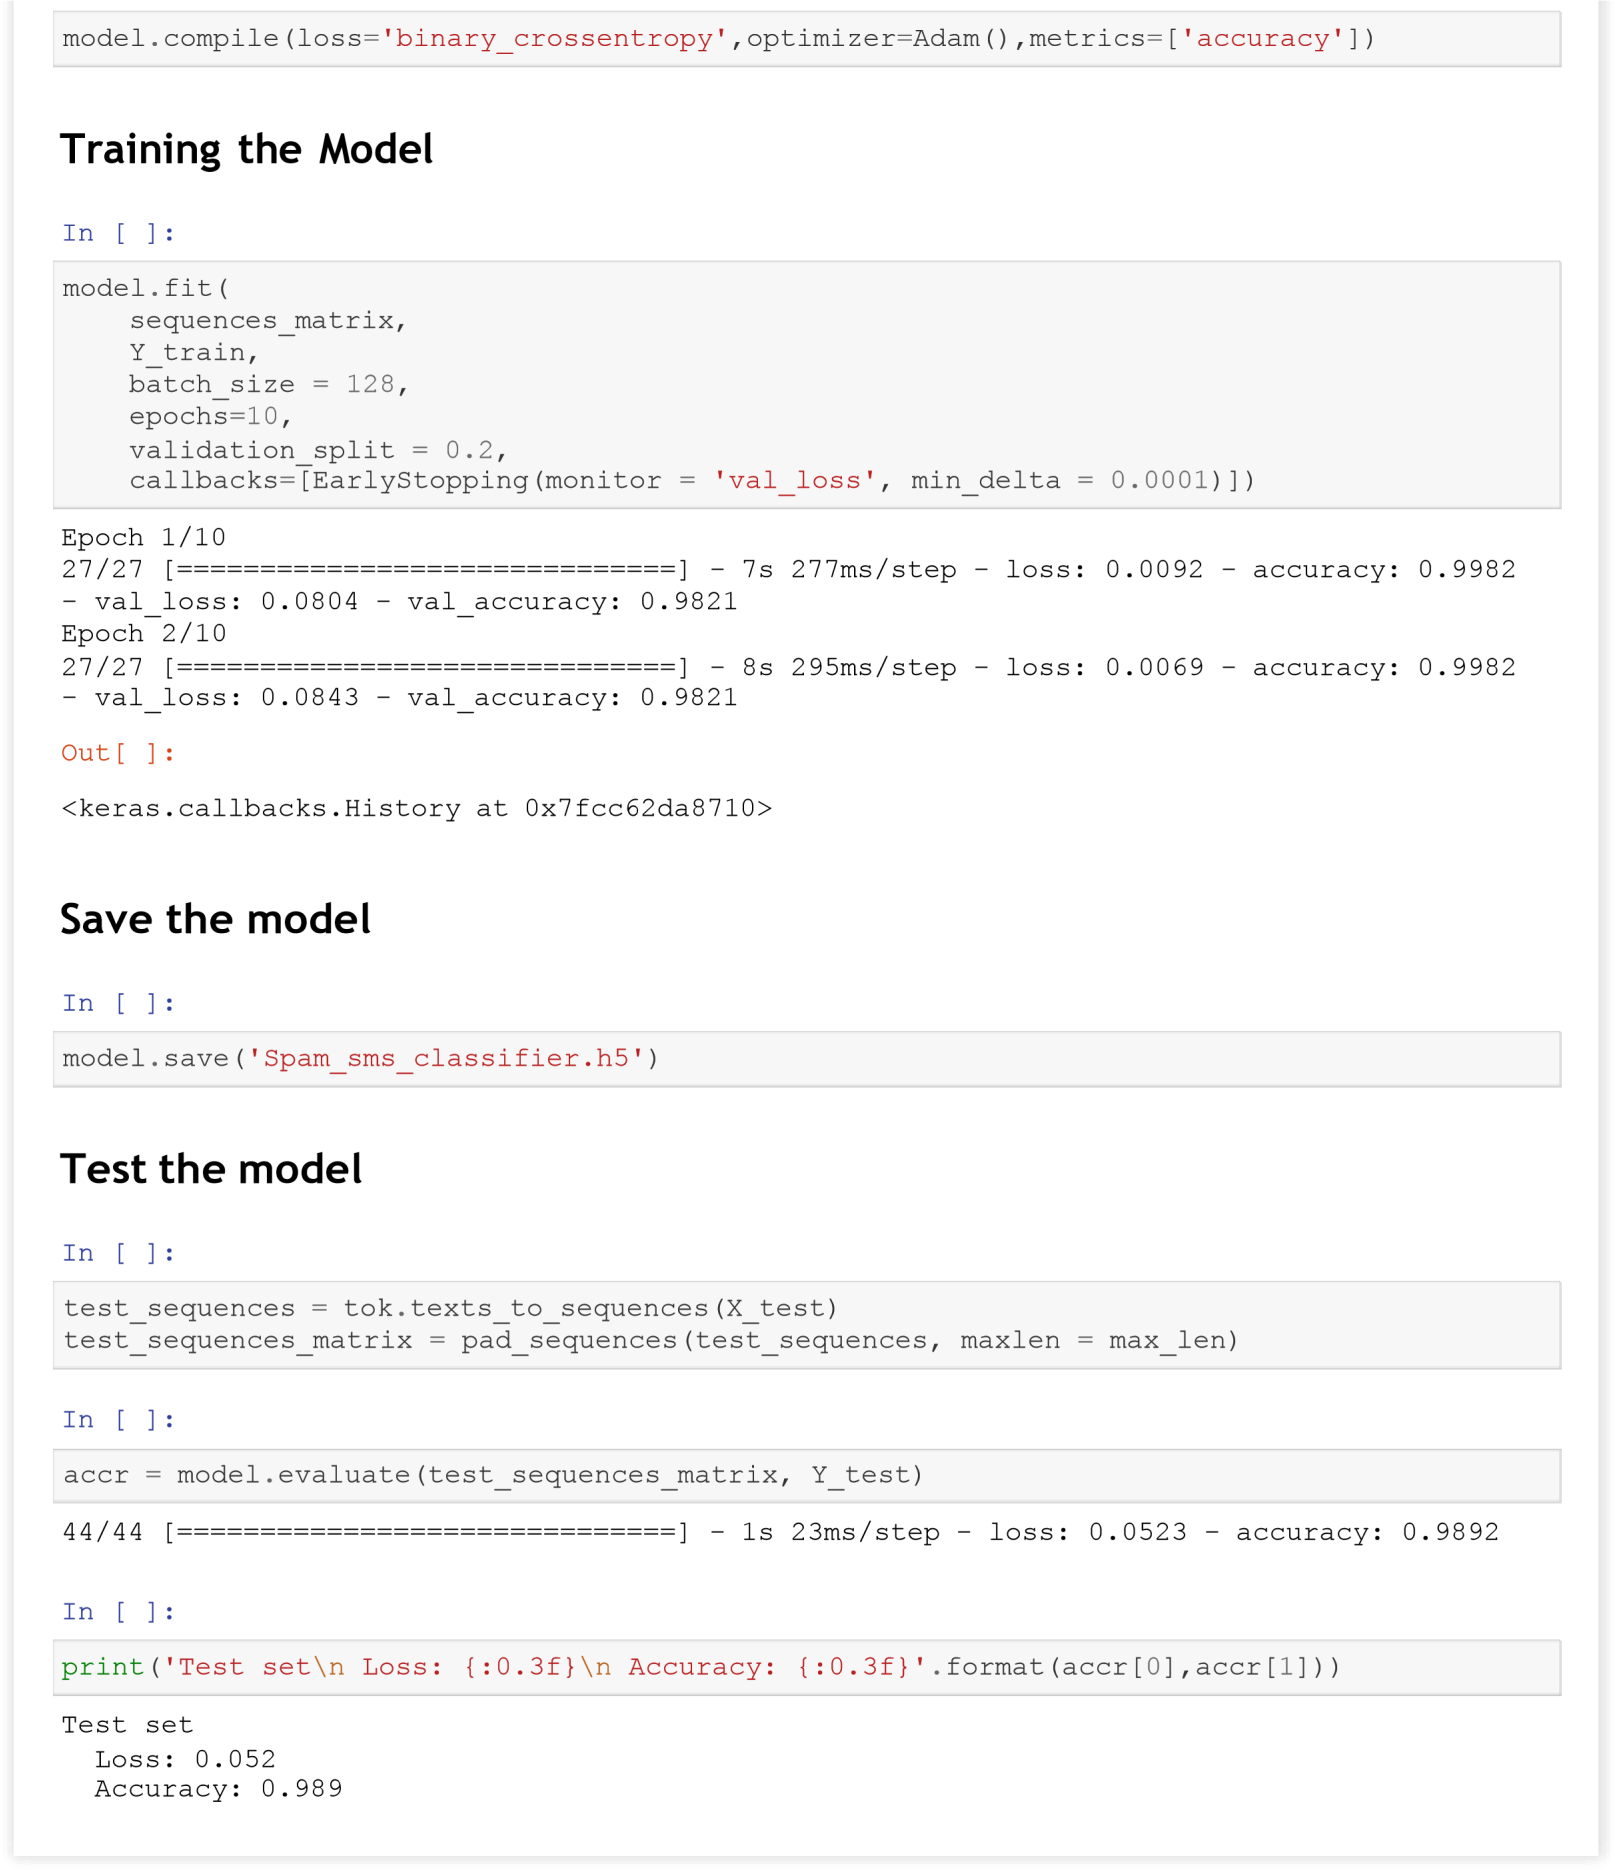 model.compile(loss='binary_crossentropy',optimizer=Adam(),metrics=['accuracy'])
Training the Model
In [ ]:
model.fit(
    sequences_matrix,
    Y_train,
    batch_size = 128,
    epochs=10,
    validation_split = 0.2,
    callbacks=[EarlyStopping(monitor = 'val_loss', min_delta = 0.0001)])
Epoch 1/10
27/27 [==============================] - 7s 277ms/step - loss: 0.0092 - accuracy: 0.9982
- val_loss: 0.0804 - val_accuracy: 0.9821
Epoch 2/10
27/27 [==============================] - 8s 295ms/step - loss: 0.0069 - accuracy: 0.9982
- val_loss: 0.0843 - val_accuracy: 0.9821
Out[ ]:
<keras.callbacks.History at 0x7fcc62da8710>
Save the model
In [ ]:
model.save('Spam_sms_classifier.h5')
Test the model
In [ ]:
test_sequences = tok.texts_to_sequences(X_test)
test_sequences_matrix = pad_sequences(test_sequences, maxlen = max_len)
In [ ]:
accr = model.evaluate(test_sequences_matrix, Y_test)
44/44 [==============================] - 1s 23ms/step - loss: 0.0523 - accuracy: 0.9892
In [ ]:
print('Test set\n Loss: {:0.3f}\n Accuracy: {:0.3f}'.format(accr[0],accr[1]))
Test set
  Loss: 0.052
  Accuracy: 0.989